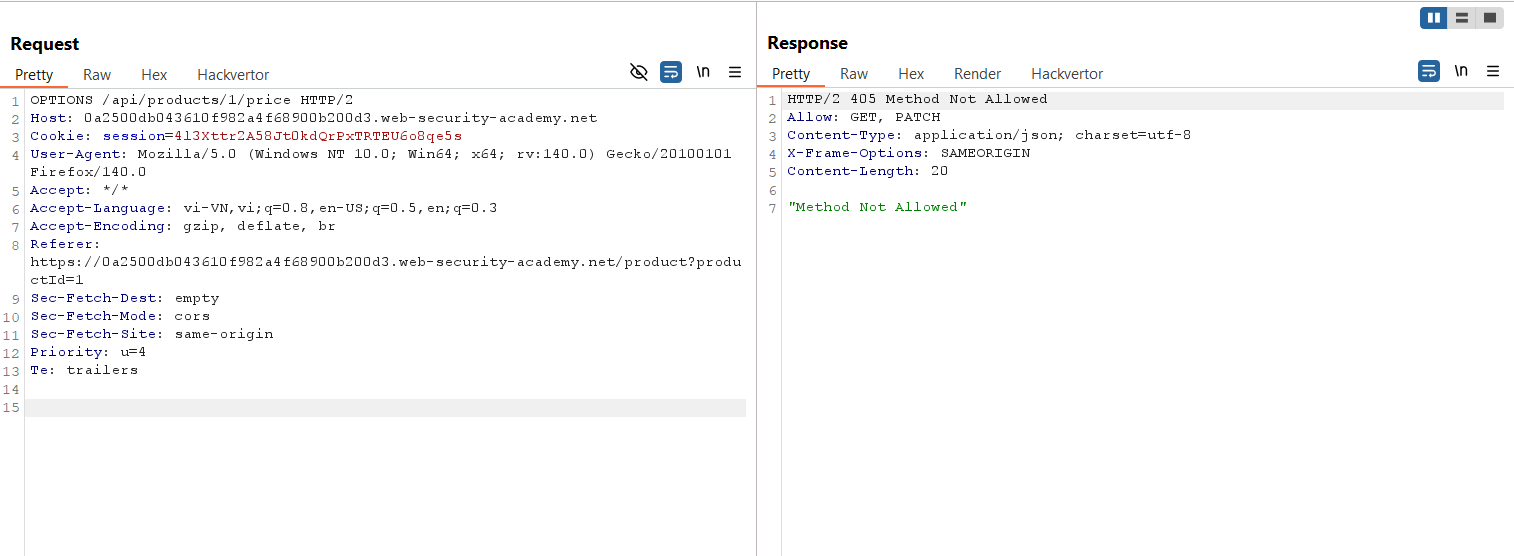 Request
Pretty Raw Hex Hackvertor \n
1 OPTIONS /api/products/1/price HTTP/2
2 Host: 0a2500db043610f982a4f68900b200d3.web-security-academy.net
3 Cookie: session=4l3Xttr2A58JtOkdQrPxTRTEU6o8qe5s
4 User-Agent: Mozilla/5.0 (Windows NT 10.0; Win64; x64; rv:140.0) Gecko/20100101
Firefox/140.0
5 Accept: */*
6 Accept-Language: vi-VN,vi;q=0.8,en-US;q=0.5,en;q=0.3
7 Accept-Encoding: gzip, deflate, br
8 Referer:
https://0a2500db043610f982a4f68900b200d3.web-security-academy.net/product?produ
ctId=1
9 Sec-Fetch-Dest: empty
10 Sec-Fetch-Mode: cors
11 Sec-Fetch-Site: same-origin
12 Priority: u=4
13 Te: trailers
14
15
Response
Pretty Raw Hex Render Hackvertor \n
1 HTTP/2 405 Method Not Allowed
2 Allow: GET, PATCH
3 Content-Type: application/json; charset=utf-8
4 X-Frame-Options: SAMEORIGIN
5 Content-Length: 20
6
7 "Method Not Allowed"